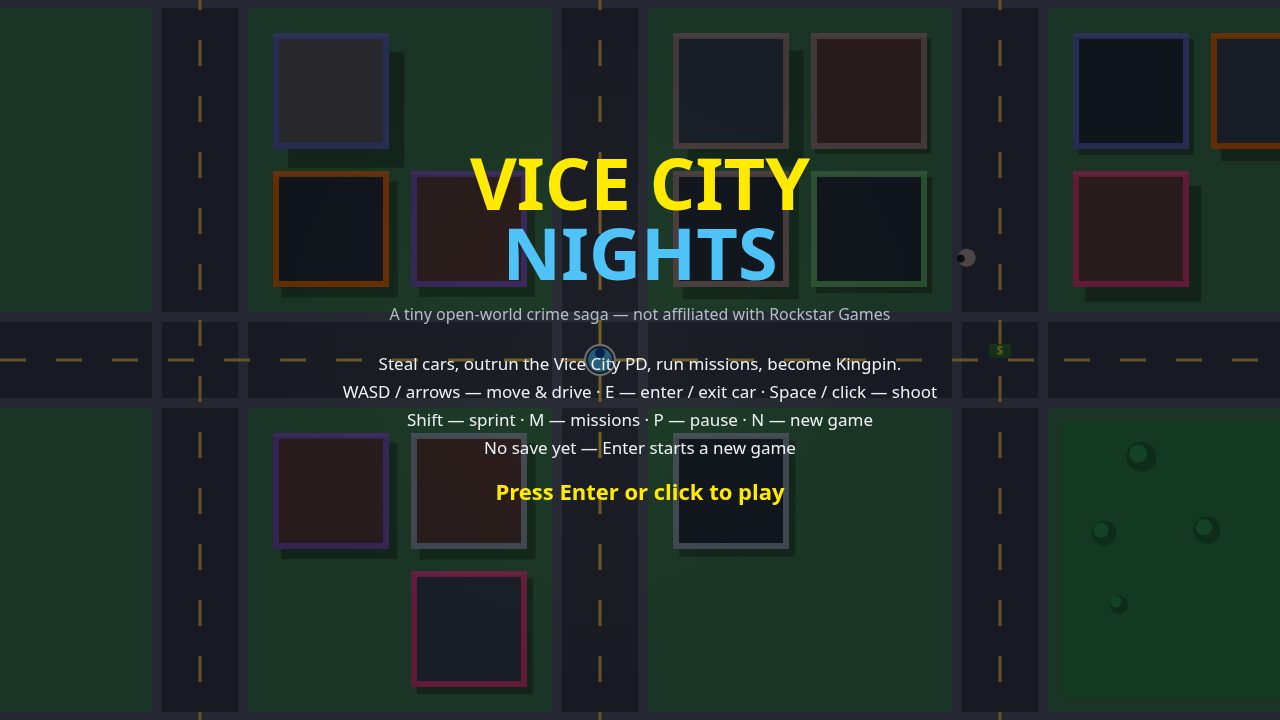 VICE CITY
NIGHTS
A tiny open-world crime saga — not affiliated with Rockstar Games
$
Steal cars, outrun the Vice City PD, run missions, become Kingpin.
WASD / arrows — move & drive · E — enter / exit car · Space / click — shoot
Shift — sprint · M — missions · P — pause · N — new game
No save yet — Enter starts a new game
Press Enter or click to play